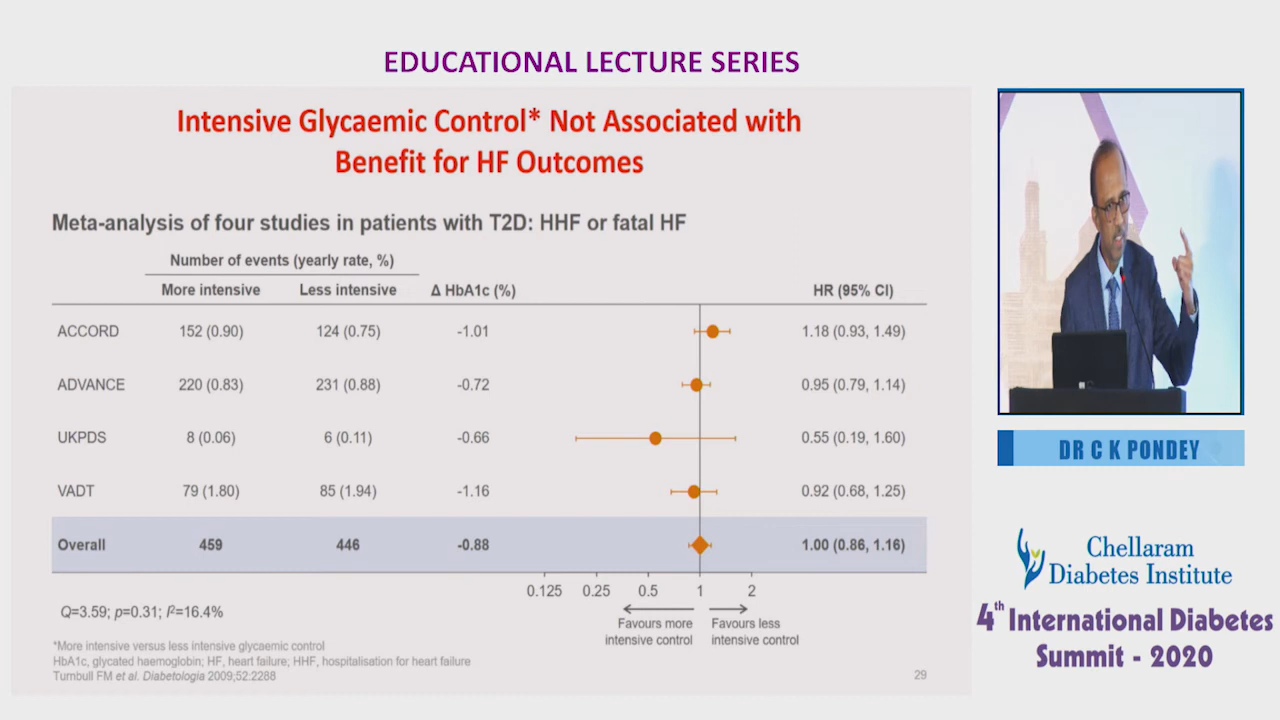 EDUCATIONAL LECTURE SERIES
Intensive Glycaemic Control* Not Associated with
Benefit for HF Outcomes
Meta-analysis of four studies in patients with T2D: HHF or fatal HF
Number of events (yearly rate, %)
More intensive Less intensive Δ HbA1c (%) HR (95% CI)
ACCORD 152 (0.90) 124 (0.75) -1.01 1.18 (0.93, 1.49)
ADVANCE 220 (0.83) 231 (0.88) -0.72 0.95 (0.79, 1.14)
UKPDS 8 (0.06) 6 (0.11) -0.66 0.55 (0.19, 1.60)
VADT 79 (1.80) 85 (1.94) -1.16 0.92 (0.68, 1.25)
Overall 459 446 -0.88 1.00 (0.86, 1.16)
0.125 0.25 0.5 1 2
Favours more Favours less
intensive control intensive control
Q=3.59; p=0.31; I²=16.4%
*More intensive versus less intensive glycaemic control
HbA1c, glycated haemoglobin; HF, heart failure; HHF, hospitalisation for heart failure
Turnbull FM et al. Diabetologia 2009;52:2288
29
DR C K PONDEY
Chellaram
Diabetes Institute
4th International Diabetes
Summit - 2020